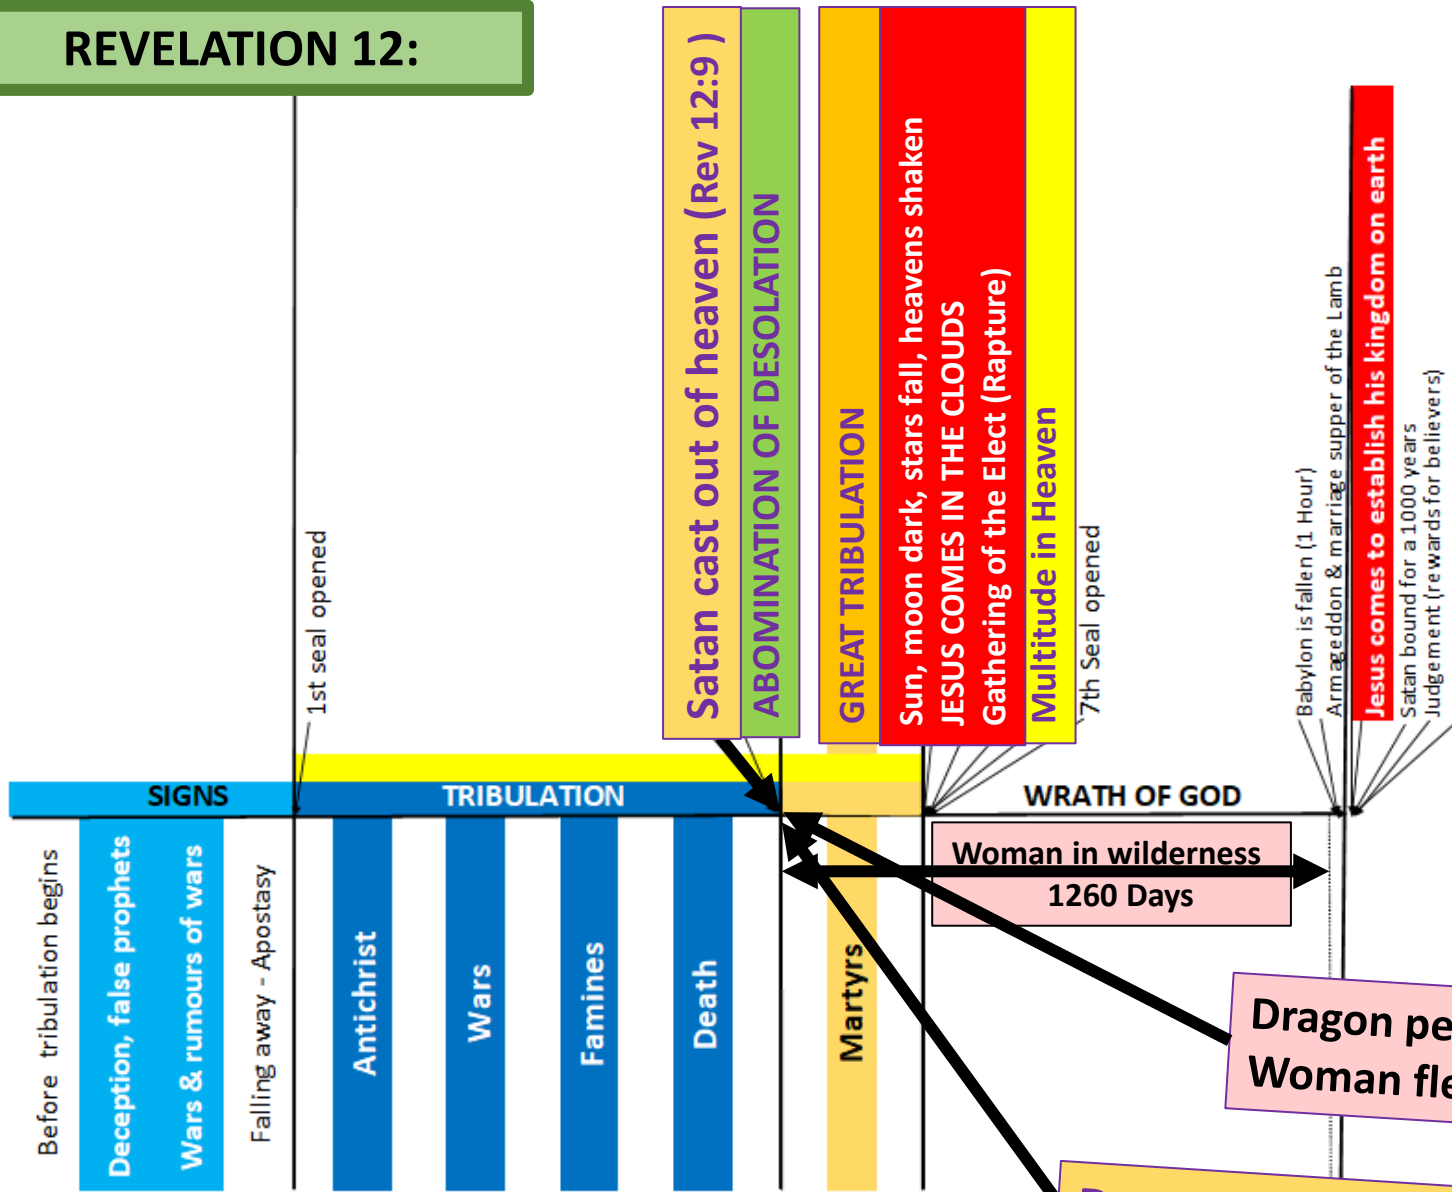 REVELATION 12:
1st seal opened
Satan cast out of heaven (Rev 12:9 )
ABOMINATION OF DESOLATION
GREAT TRIBULATION
Sun, moon dark, stars fall, heavens shaken
JESUS COMES IN THE CLOUDS
Gathering of the Elect (Rapture)
Multitude in Heaven
7th Seal opened
Babylon is fallen (1 Hour)
Armageddon & marriage supper of the Lamb
Jesus comes to establish his kingdom on earth
Satan bound for a 1000 years
Judgement (rewards for believers)
SIGNS
TRIBULATION
WRATH OF GOD
Before tribulation begins
Deception, false prophets
Wars & rumours of wars
Falling away - Apostasy
Antichrist
Wars
Famines
Death
Martyrs
Woman in wilderness
1260 Days
Dragon pe
Woman fle